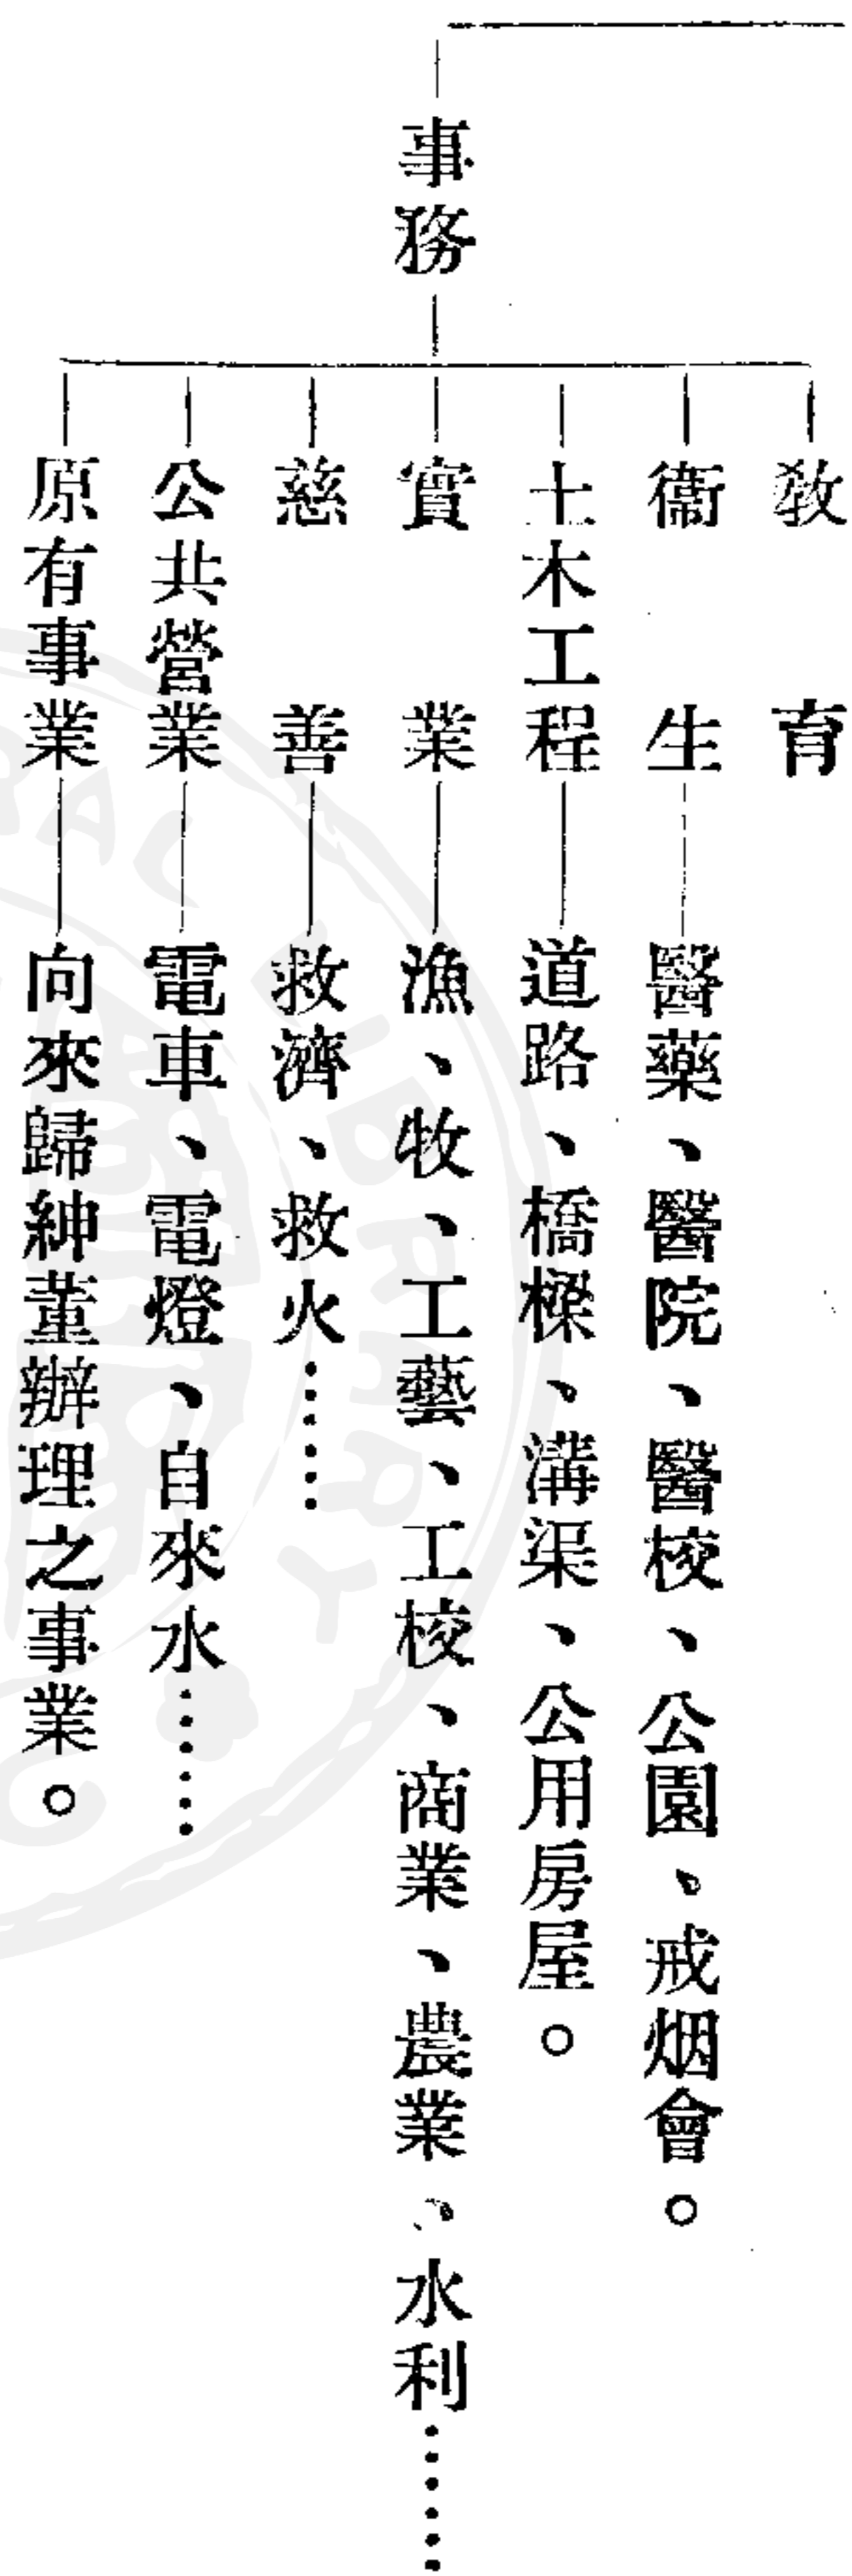 事務
教育
衞生——醫藥、醫院、醫校、公園、戒烟會。
土木工程——道路、橋樑、溝渠、公用房屋。
實業——漁、牧、工藝、工校、商業、農業、水利……
慈善——救濟、救火……
公共營業——電車、電燈、自來水……
原有事業——向來歸紳董辦理之事業。